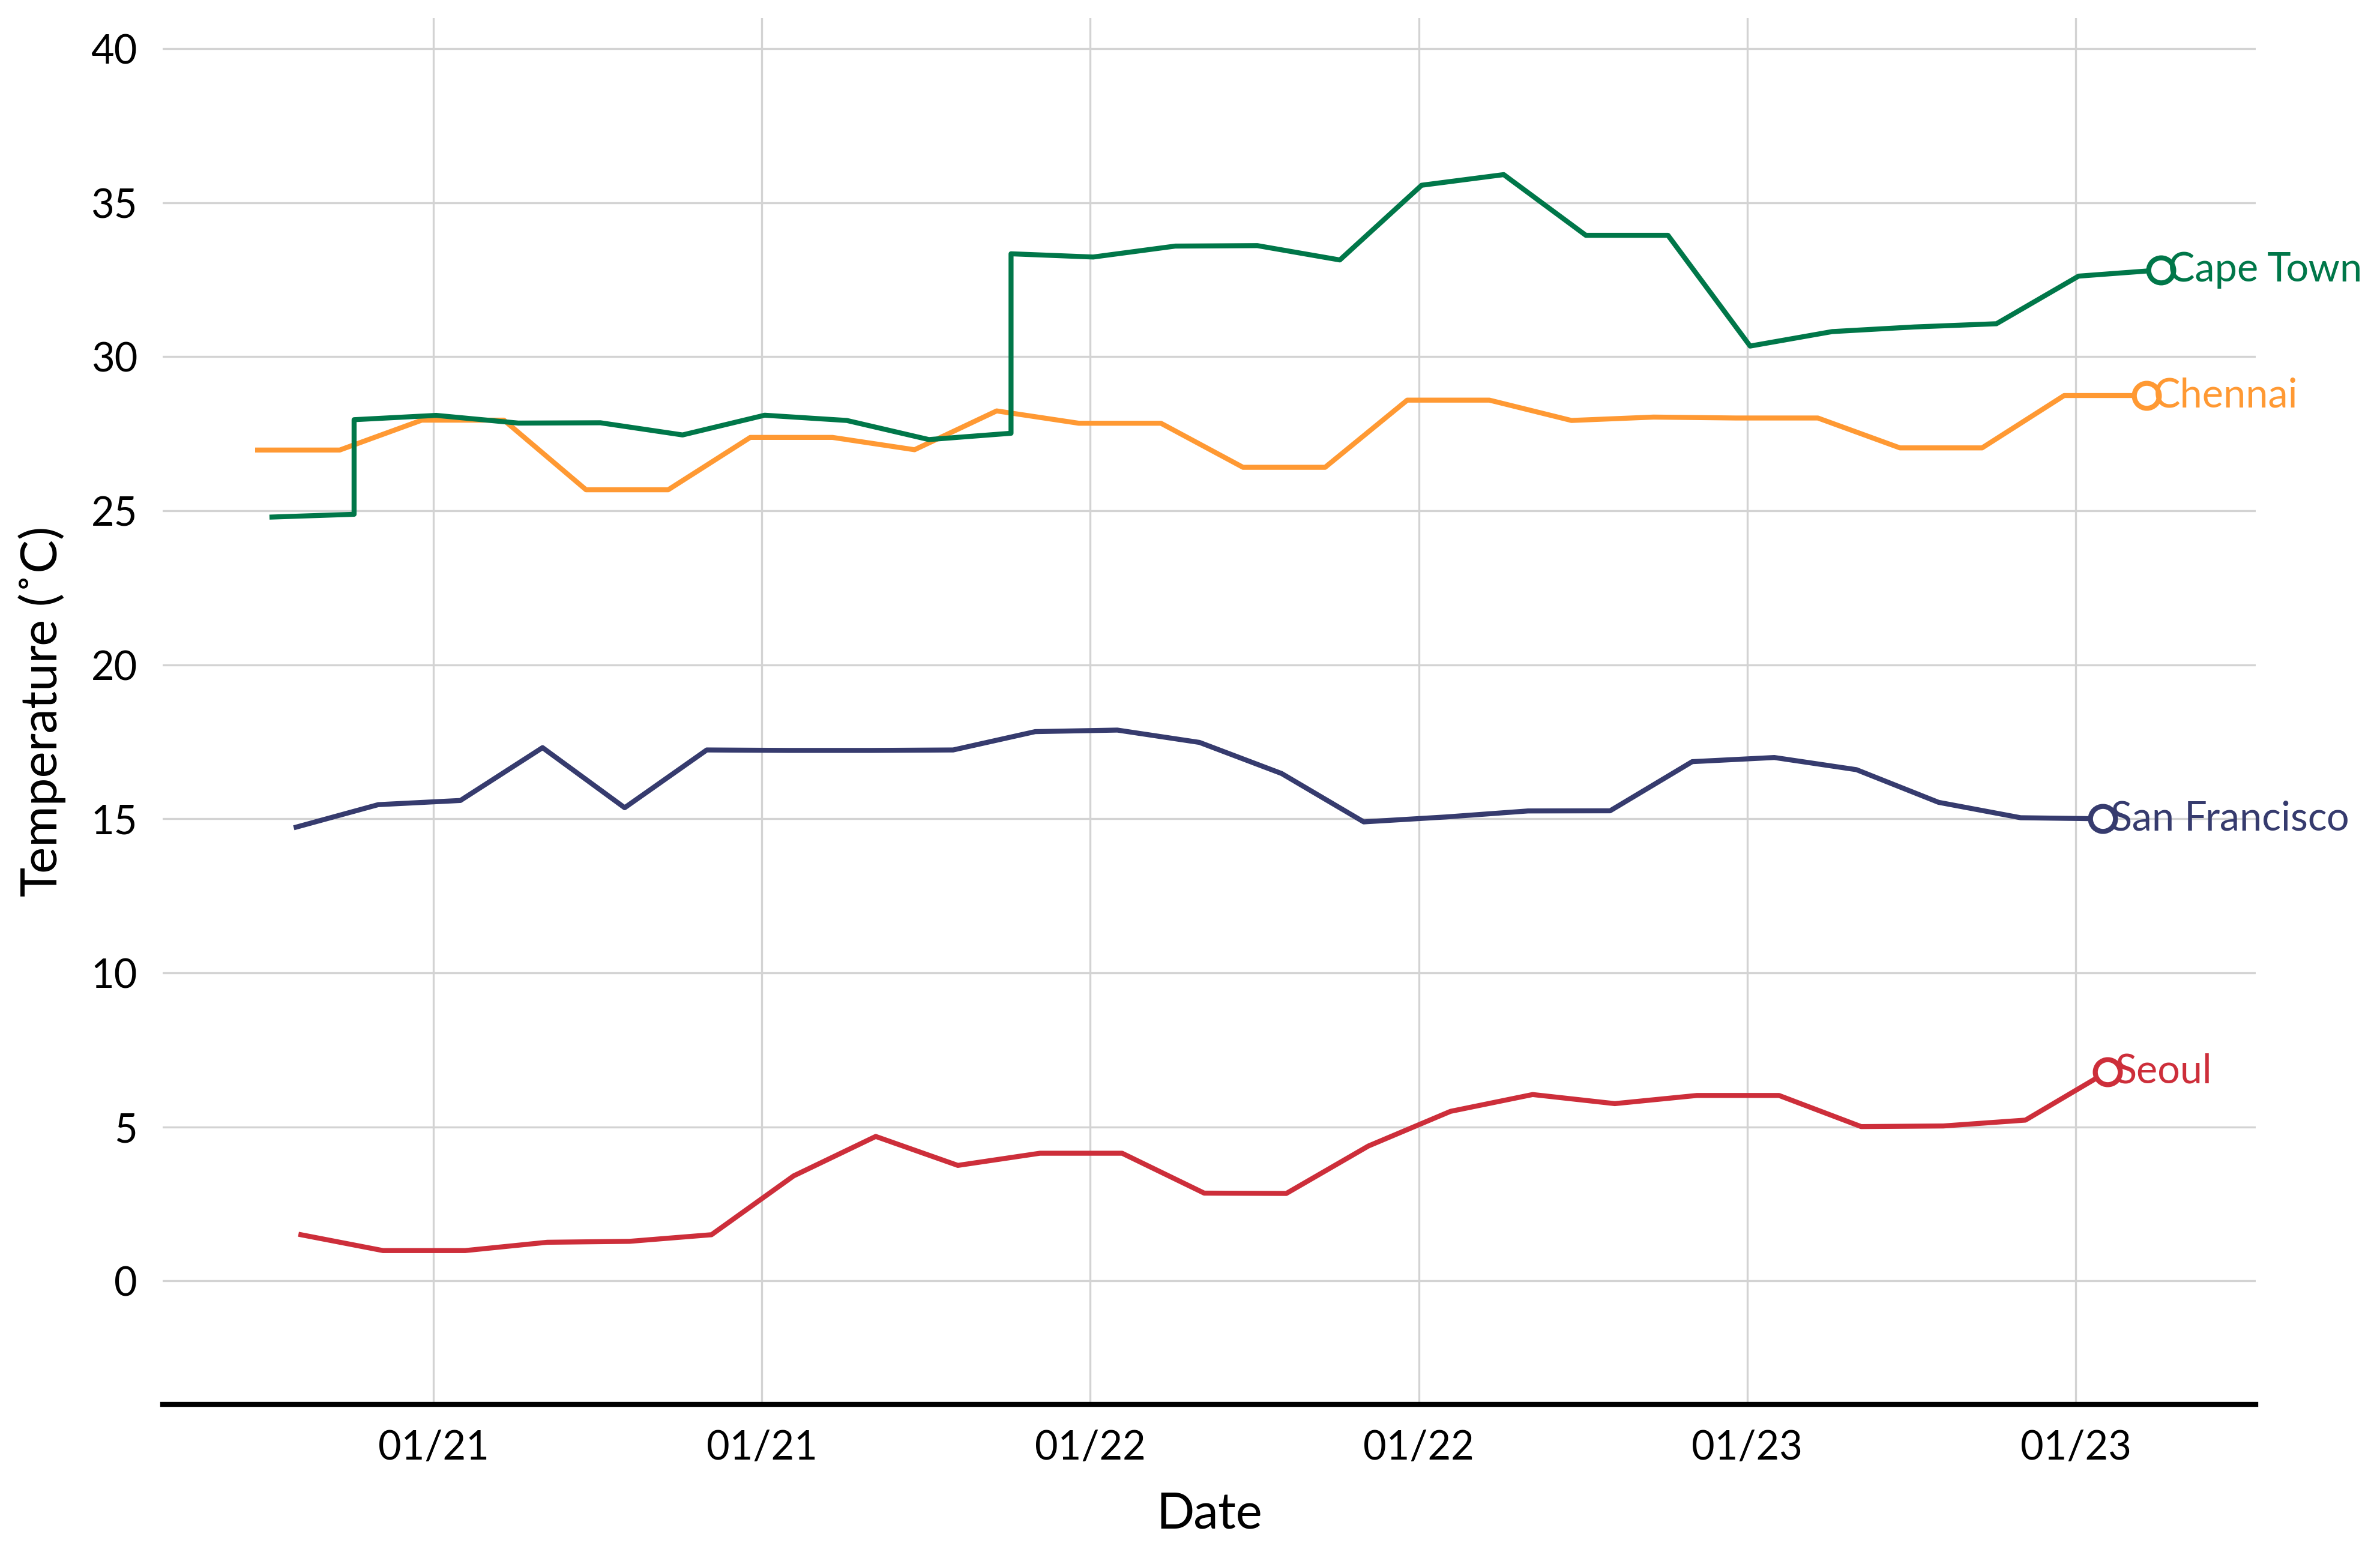 40
35
30
25
20
15
10
5
0
Temperature (°C)
Cape Town
Chennai
San Francisco
Seoul
01/21 01/21 01/22 01/22 01/23 01/23
Date